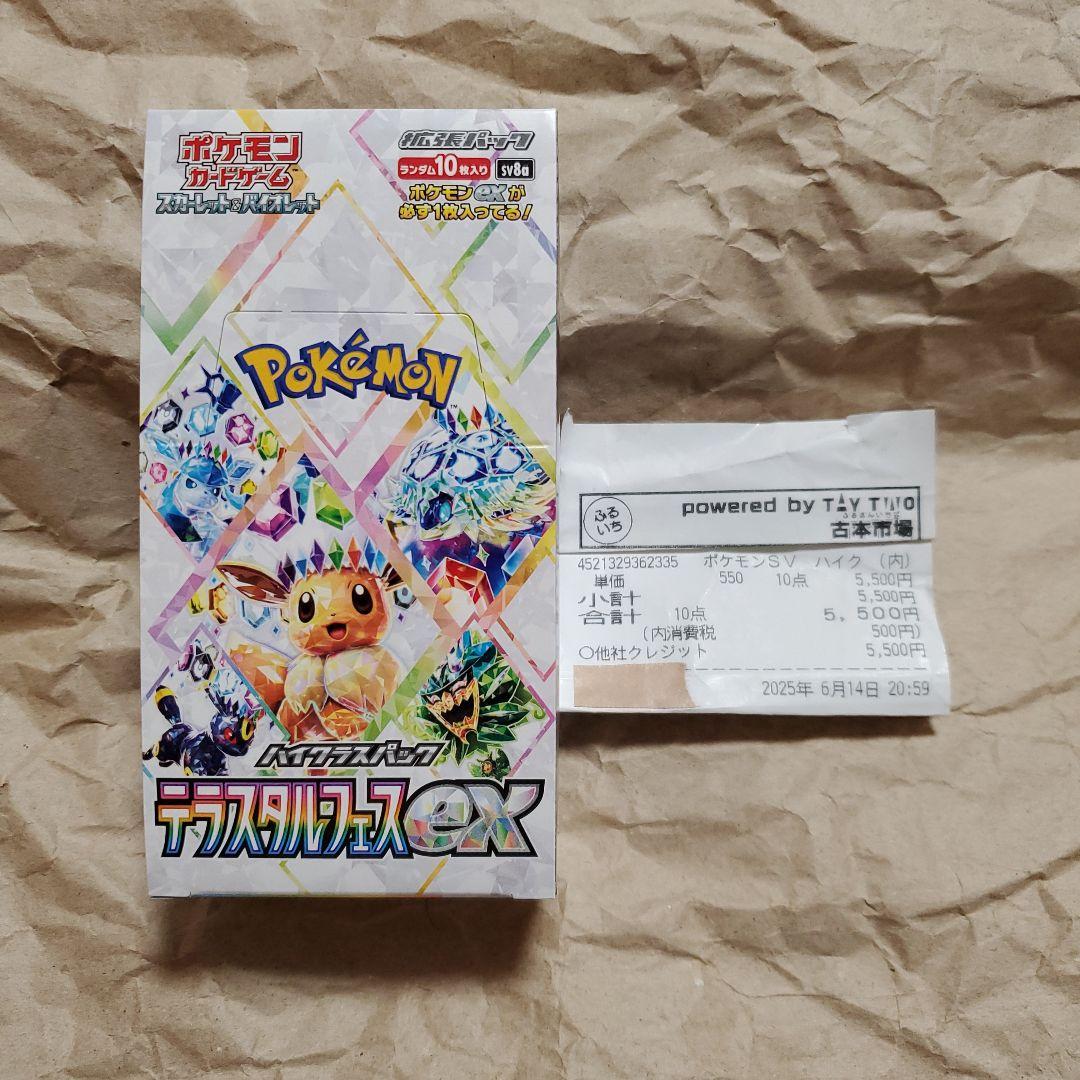 ポケモン
カードゲーム
スカーレット&バイオレット
拡張パック
ランダム10枚入り sv8a
ポケモンexが
必ず1枚入ってる!
POKéMON
TM
ハイクラスパック
テラスタルフェスex
ふる
いち
powered by TAY TWO
古本市場
4521329362335 ポケモンSV ハイク (内)
単価 550 10点 5,500円
小計 5,500円
合計 10点 5,500円
(内消費税 500円)
○他社クレジット 5,500円
2025年 6月14日 20:59